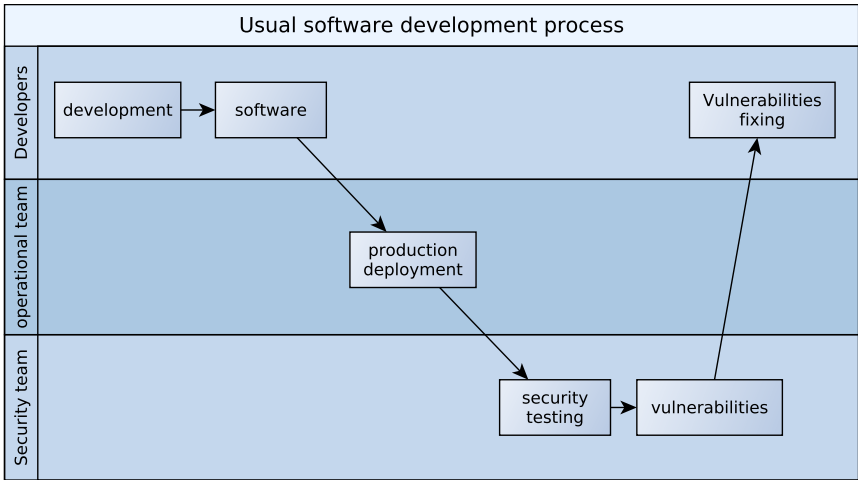 Usual software development process
Developers
development
software
Vulnerabilities
fixing
operational team
production
deployment
Security team
security
testing
vulnerabilities